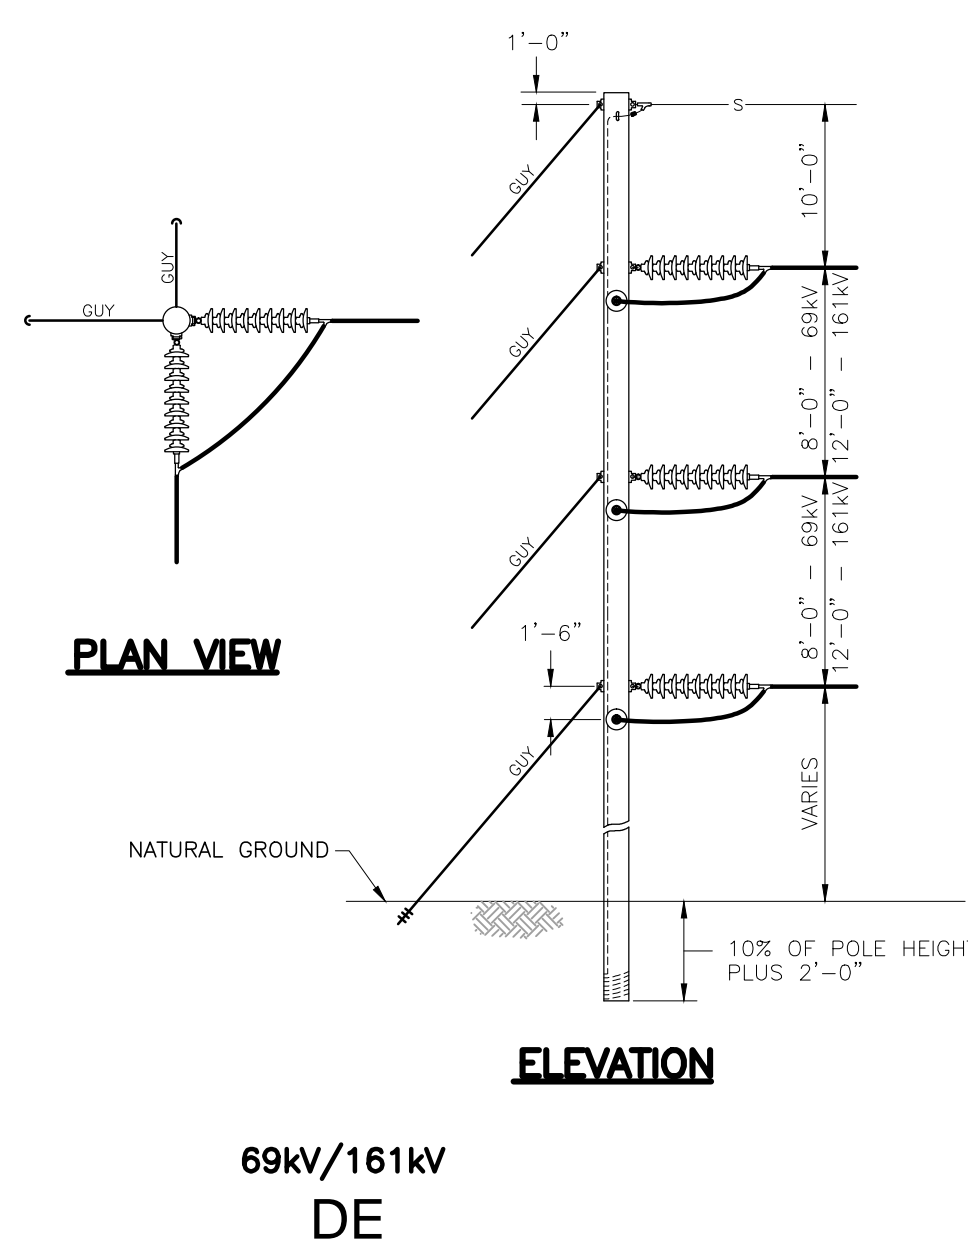 1'-0"
S
GUY
10'-0"
GUY
GUY
GUY
8'-0" - 69kV
12'-0" - 161kV
GUY
8'-0" - 69kV
12'-0" - 161kV
1'-6"
PLAN VIEW
GUY
VARIES
NATURAL GROUND
10% OF POLE HEIGHT
PLUS 2'-0"
ELEVATION
69kV/161kV
DE